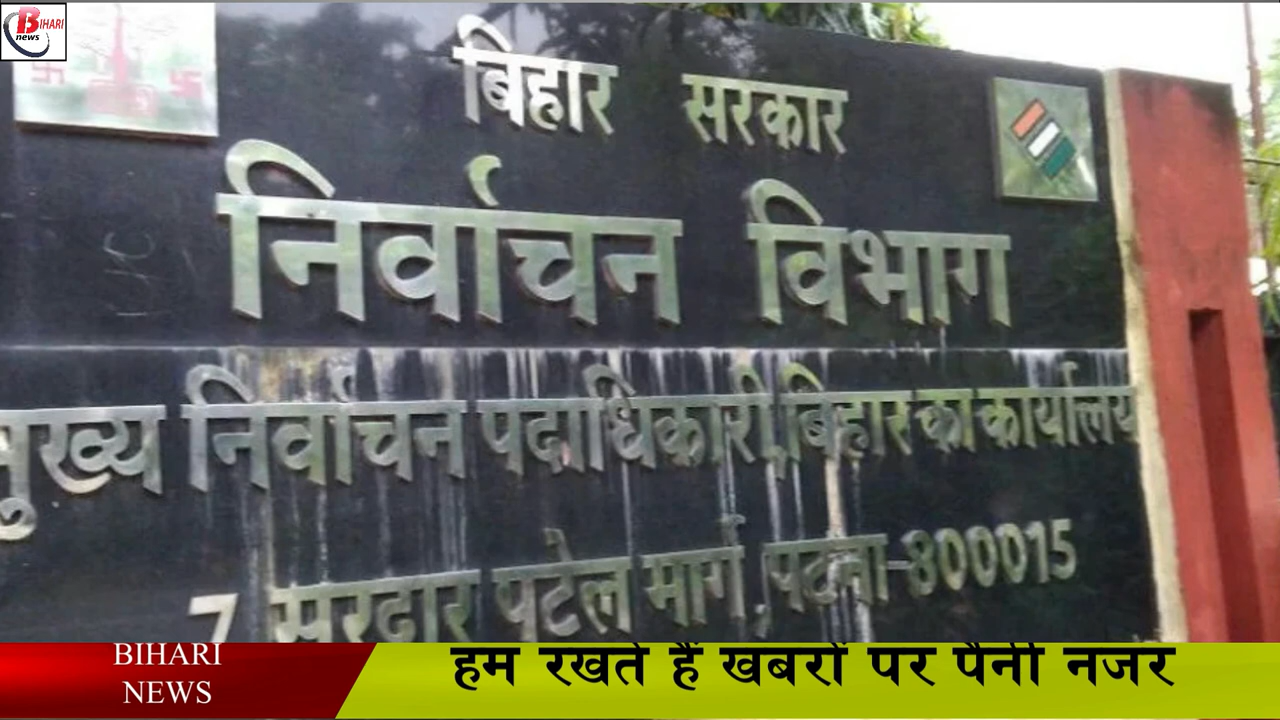 BIHARI
news
बिहार सरकार
निर्वाचन विभाग
मुख्य निर्वाचन पदाधिकारी, बिहार का कार्यालय
7, सरदार पटेल मार्ग, पटना-800015
BIHARI
NEWS
हम रखते हैं खबरों पर पैनी नजर